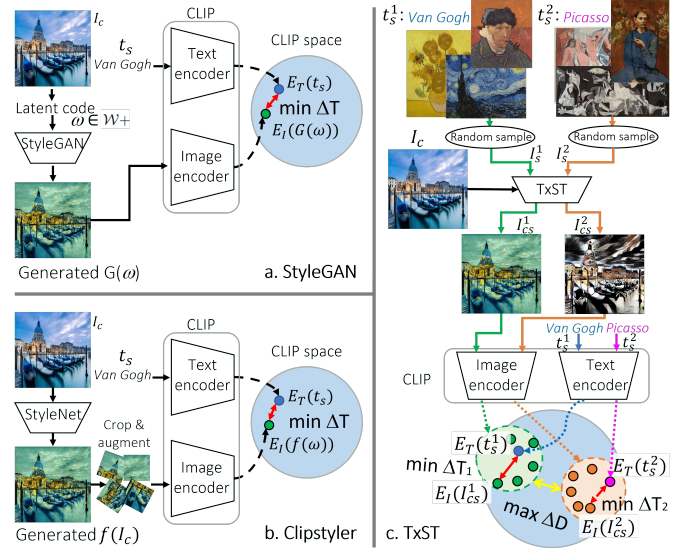 I_c
CLIP
t_s
Van Gogh
Text
encoder
CLIP space
E_T(t_s)
min ΔT
E_I(G(ω))
Latent code
ω ∈ W+
StyleGAN
Image
encoder
Generated G(ω)
a. StyleGAN
I_c
CLIP
t_s
Van Gogh
Text
encoder
CLIP space
E_T(t_s)
min ΔT
E_I(f(ω))
StyleNet
Crop &
augment
Image
encoder
Generated f(I_c)
b. Clipstyler
t_s^1: Van Gogh
t_s^2: Picasso
Random sample
Random sample
I_c
I_s^1
I_s^2
TxST
I_cs^1
I_cs^2
Van Gogh
Picasso
t_s^1
t_s^2
CLIP
Image
encoder
Text
encoder
E_T(t_s^1)
E_T(t_s^2)
min ΔT_1
E_I(I_cs^1)
min ΔT_2
max ΔD
E_I(I_cs^2)
c. TxST